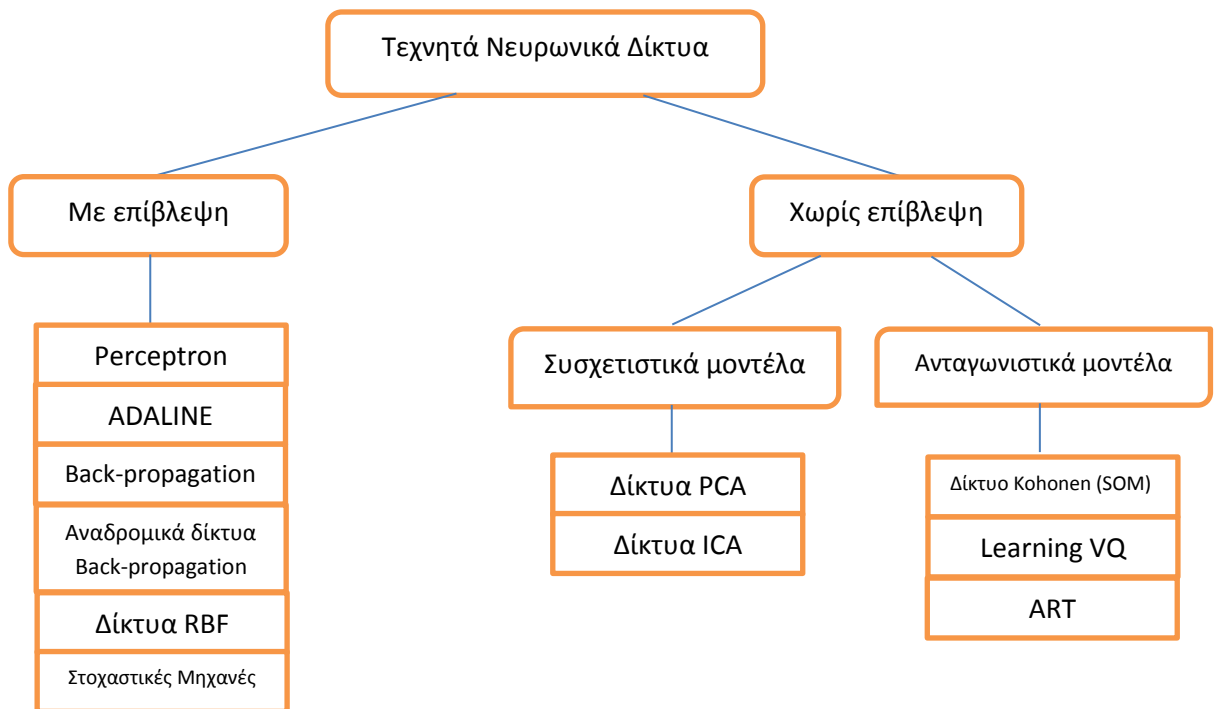 Τεχνητά Νευρωνικά Δίκτυα
Με επίβλεψη
Χωρίς επίβλεψη
Perceptron
ADALINE
Back-propagation
Αναδρομικά δίκτυα
Back-propagation
Δίκτυα RBF
Στοχαστικές Μηχανές
Συσχετιστικά μοντέλα
Δίκτυα PCA
Δίκτυα ICA
Ανταγωνιστικά μοντέλα
Δίκτυο Kohonen (SOM)
Learning VQ
ART